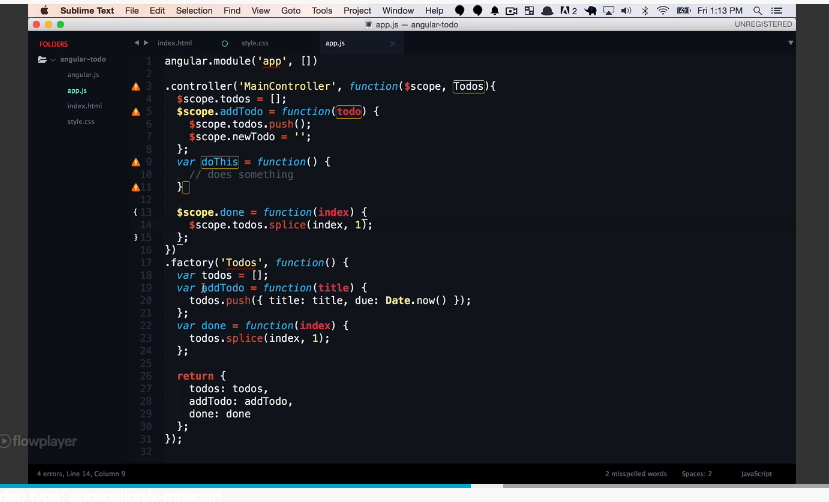 Sublime Text File Edit Selection Find View Goto Tools Project Window Help 2 Fri 1:13 PM
app.js — angular-todo UNREGISTERED
FOLDERS
angular-todo
angular.js
app.js
index.html
style.css
index.html style.css app.js
1 angular.module('app', [])
2
3 .controller('MainController', function($scope, Todos){
4 $scope.todos = [];
5 $scope.addTodo = function(todo) {
6 $scope.todos.push();
7 $scope.newTodo = '';
8 };
9 var doThis = function() {
10 // does something
11 }
12
{ 13 $scope.done = function(index) {
14 $scope.todos.splice(index, 1);
} 15 };
16 })
17 .factory('Todos', function() {
18 var todos = [];
19 var addTodo = function(title) {
20 todos.push({ title: title, due: Date.now() });
21 };
22 var done = function(index) {
23 todos.splice(index, 1);
24 };
25
26 return {
27 todos: todos,
28 addTodo: addTodo,
29 done: done
30 };
31 });
32
flowplayer
4 errors, Line 14, Column 9 2 misspelled words Spaces: 2 JavaScript
type: application/x-mpegurl